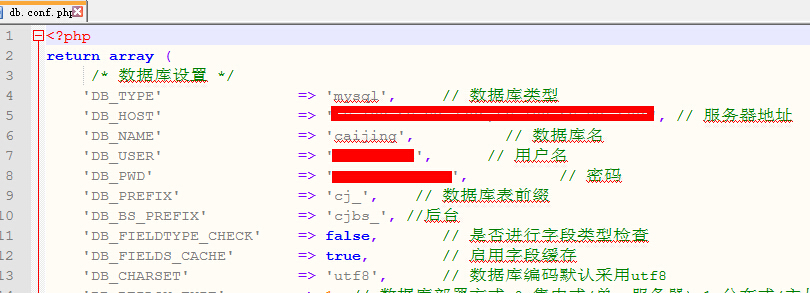 db.conf.php
1 <?php
2 return array (
3 /* 数据库设置 */
4 'DB_TYPE' => 'mysql', // 数据库类型
5 'DB_HOST' => ' , // 服务器地址
6 'DB_NAME' => 'caijing', // 数据库名
7 'DB_USER' => ' ', // 用户名
8 'DB_PWD' => ' ', // 密码
9 'DB_PREFIX' => 'cj_', // 数据库表前缀
10 'DB_BS_PREFIX' => 'cjbs_', //后台
11 'DB_FIELDTYPE_CHECK' => false, // 是否进行字段类型检查
12 'DB_FIELDS_CACHE' => true, // 启用字段缓存
13 'DB_CHARSET' => 'utf8', // 数据库编码默认采用utf8